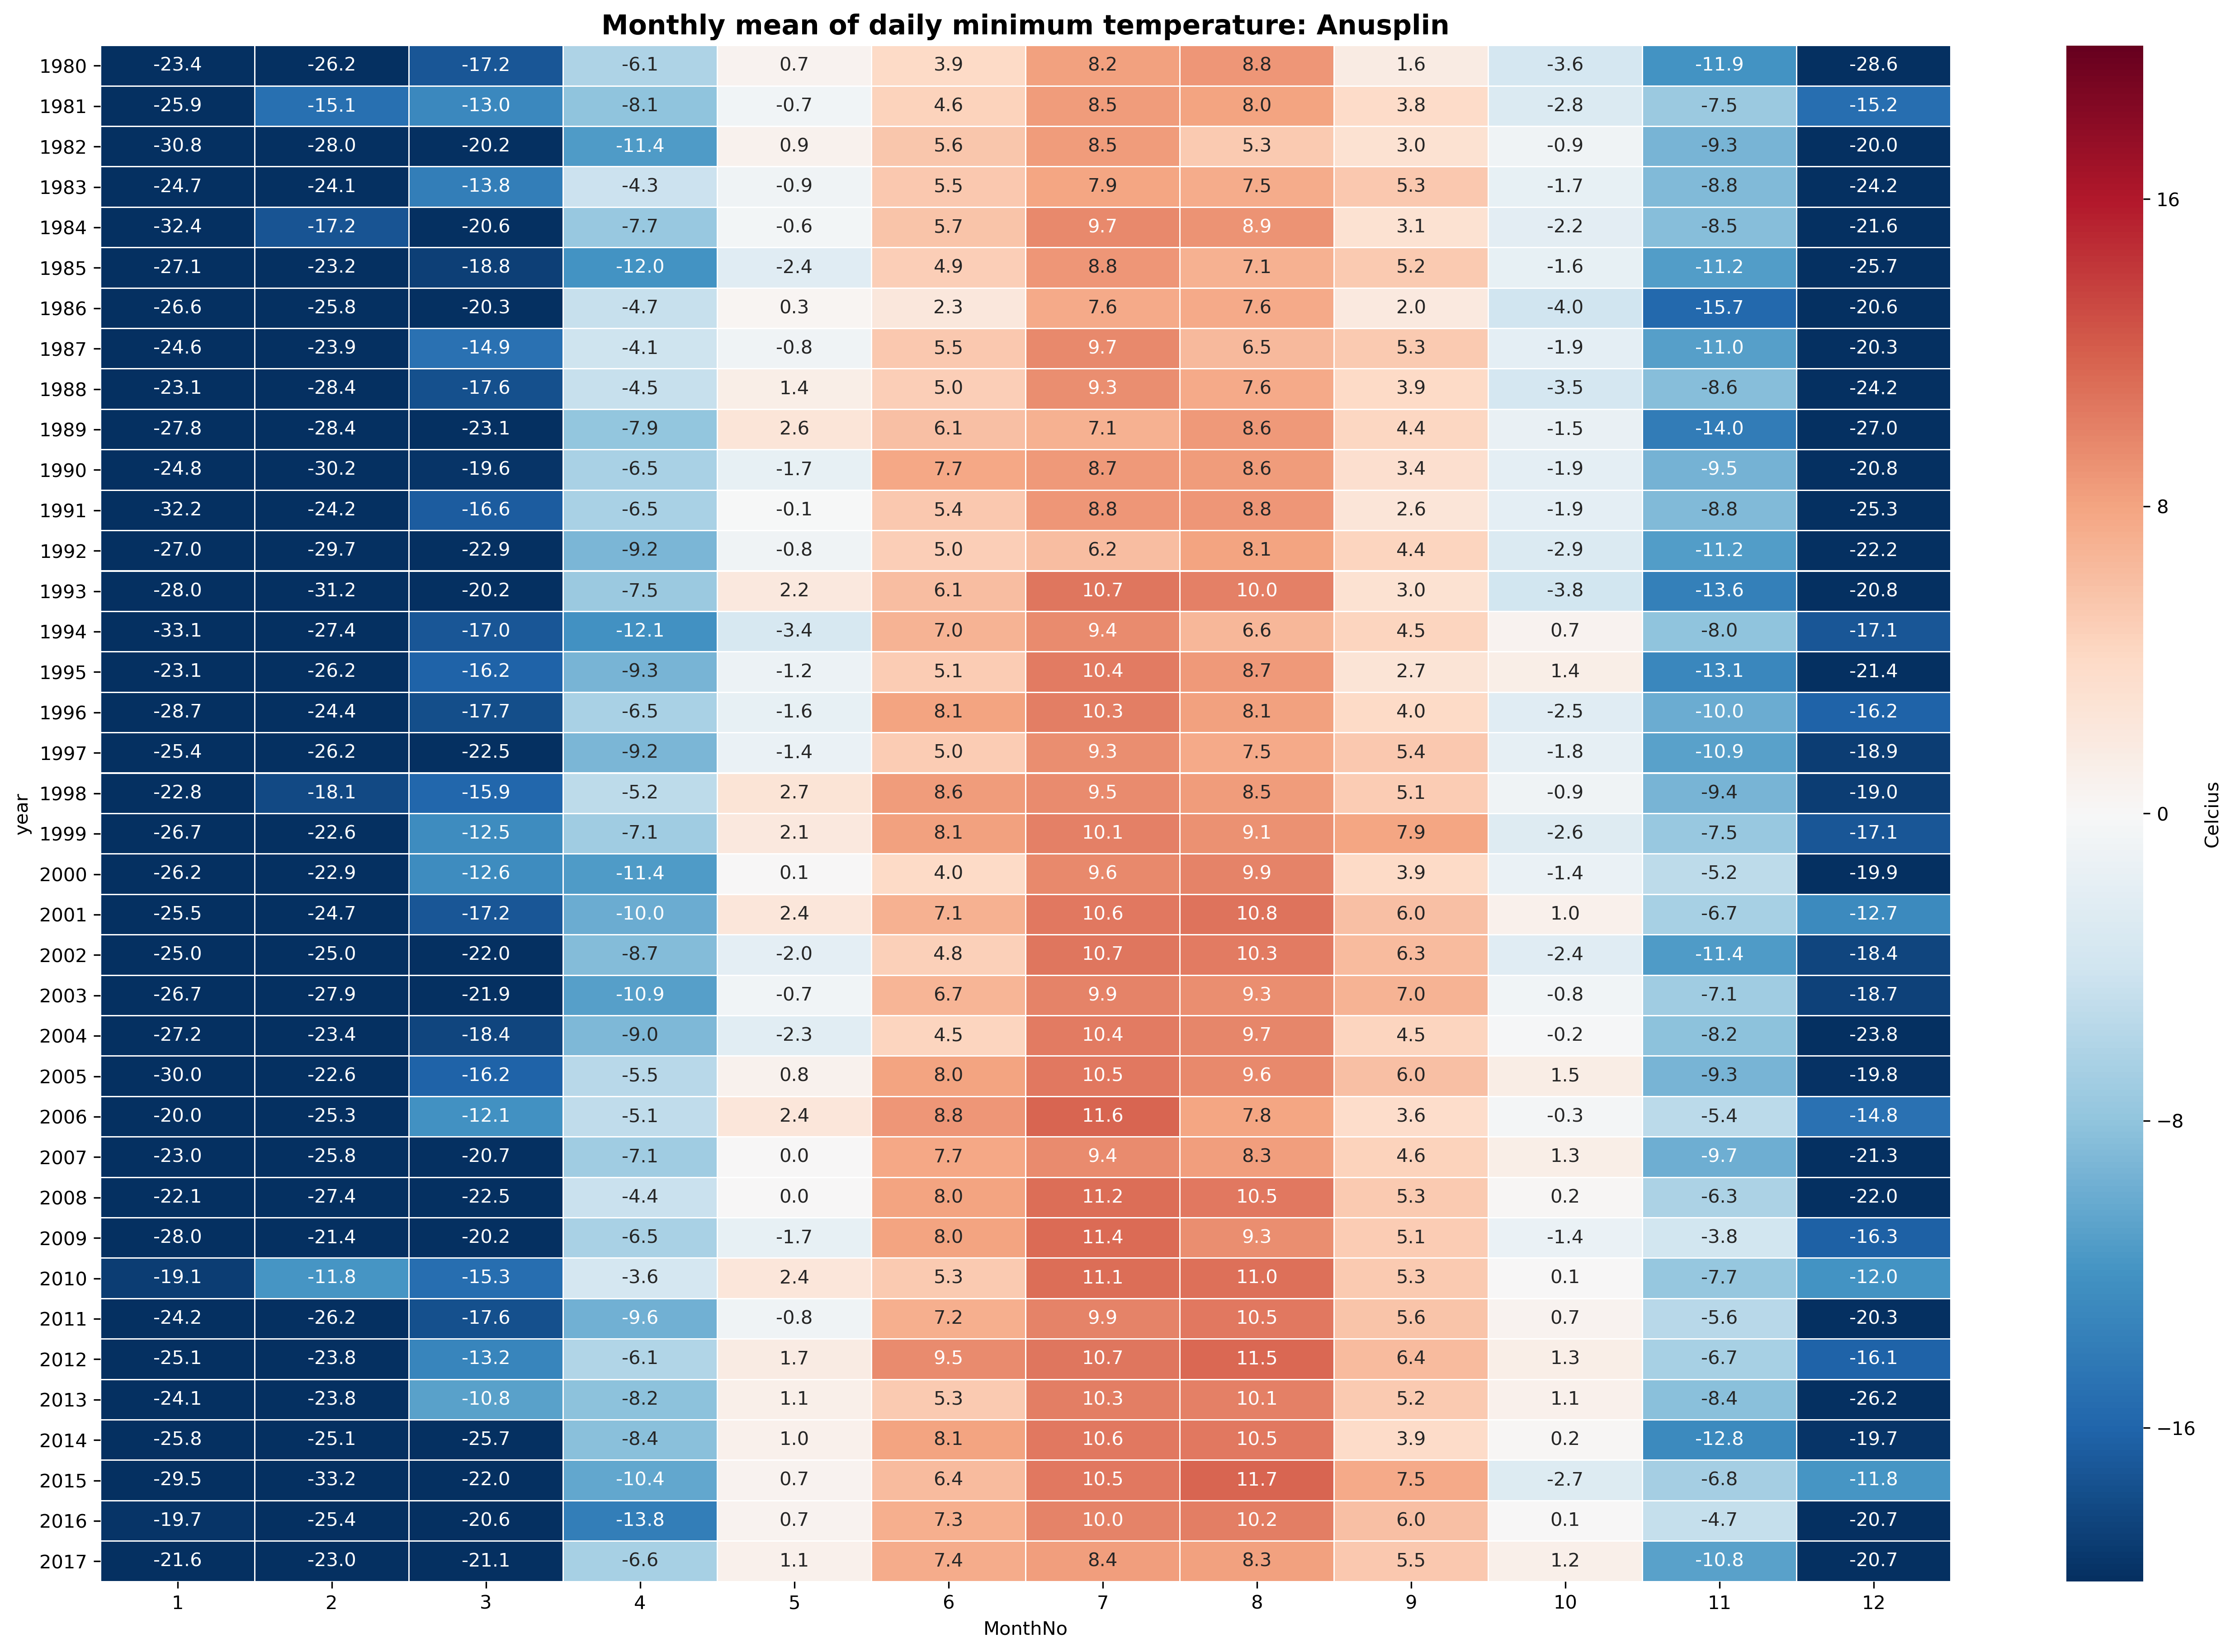 Monthly mean of daily minimum temperature: Anusplin
1980 -23.4 -26.2 -17.2 -6.1 0.7 3.9 8.2 8.8 1.6 -3.6 -11.9 -28.6
1981 -25.9 -15.1 -13.0 -8.1 -0.7 4.6 8.5 8.0 3.8 -2.8 -7.5 -15.2
1982 -30.8 -28.0 -20.2 -11.4 0.9 5.6 8.5 5.3 3.0 -0.9 -9.3 -20.0
1983 -24.7 -24.1 -13.8 -4.3 -0.9 5.5 7.9 7.5 5.3 -1.7 -8.8 -24.2
1984 -32.4 -17.2 -20.6 -7.7 -0.6 5.7 9.7 8.9 3.1 -2.2 -8.5 -21.6
1985 -27.1 -23.2 -18.8 -12.0 -2.4 4.9 8.8 7.1 5.2 -1.6 -11.2 -25.7
1986 -26.6 -25.8 -20.3 -4.7 0.3 2.3 7.6 7.6 2.0 -4.0 -15.7 -20.6
1987 -24.6 -23.9 -14.9 -4.1 -0.8 5.5 9.7 6.5 5.3 -1.9 -11.0 -20.3
1988 -23.1 -28.4 -17.6 -4.5 1.4 5.0 9.3 7.6 3.9 -3.5 -8.6 -24.2
1989 -27.8 -28.4 -23.1 -7.9 2.6 6.1 7.1 8.6 4.4 -1.5 -14.0 -27.0
1990 -24.8 -30.2 -19.6 -6.5 -1.7 7.7 8.7 8.6 3.4 -1.9 -9.5 -20.8
1991 -32.2 -24.2 -16.6 -6.5 -0.1 5.4 8.8 8.8 2.6 -1.9 -8.8 -25.3
1992 -27.0 -29.7 -22.9 -9.2 -0.8 5.0 6.2 8.1 4.4 -2.9 -11.2 -22.2
1993 -28.0 -31.2 -20.2 -7.5 2.2 6.1 10.7 10.0 3.0 -3.8 -13.6 -20.8
1994 -33.1 -27.4 -17.0 -12.1 -3.4 7.0 9.4 6.6 4.5 0.7 -8.0 -17.1
1995 -23.1 -26.2 -16.2 -9.3 -1.2 5.1 10.4 8.7 2.7 1.4 -13.1 -21.4
1996 -28.7 -24.4 -17.7 -6.5 -1.6 8.1 10.3 8.1 4.0 -2.5 -10.0 -16.2
1997 -25.4 -26.2 -22.5 -9.2 -1.4 5.0 9.3 7.5 5.4 -1.8 -10.9 -18.9
1998 -22.8 -18.1 -15.9 -5.2 2.7 8.6 9.5 8.5 5.1 -0.9 -9.4 -19.0
1999 -26.7 -22.6 -12.5 -7.1 2.1 8.1 10.1 9.1 7.9 -2.6 -7.5 -17.1
2000 -26.2 -22.9 -12.6 -11.4 0.1 4.0 9.6 9.9 3.9 -1.4 -5.2 -19.9
2001 -25.5 -24.7 -17.2 -10.0 2.4 7.1 10.6 10.8 6.0 1.0 -6.7 -12.7
2002 -25.0 -25.0 -22.0 -8.7 -2.0 4.8 10.7 10.3 6.3 -2.4 -11.4 -18.4
2003 -26.7 -27.9 -21.9 -10.9 -0.7 6.7 9.9 9.3 7.0 -0.8 -7.1 -18.7
2004 -27.2 -23.4 -18.4 -9.0 -2.3 4.5 10.4 9.7 4.5 -0.2 -8.2 -23.8
2005 -30.0 -22.6 -16.2 -5.5 0.8 8.0 10.5 9.6 6.0 1.5 -9.3 -19.8
2006 -20.0 -25.3 -12.1 -5.1 2.4 8.8 11.6 7.8 3.6 -0.3 -5.4 -14.8
2007 -23.0 -25.8 -20.7 -7.1 0.0 7.7 9.4 8.3 4.6 1.3 -9.7 -21.3
2008 -22.1 -27.4 -22.5 -4.4 0.0 8.0 11.2 10.5 5.3 0.2 -6.3 -22.0
2009 -28.0 -21.4 -20.2 -6.5 -1.7 8.0 11.4 9.3 5.1 -1.4 -3.8 -16.3
2010 -19.1 -11.8 -15.3 -3.6 2.4 5.3 11.1 11.0 5.3 0.1 -7.7 -12.0
2011 -24.2 -26.2 -17.6 -9.6 -0.8 7.2 9.9 10.5 5.6 0.7 -5.6 -20.3
2012 -25.1 -23.8 -13.2 -6.1 1.7 9.5 10.7 11.5 6.4 1.3 -6.7 -16.1
2013 -24.1 -23.8 -10.8 -8.2 1.1 5.3 10.3 10.1 5.2 1.1 -8.4 -26.2
2014 -25.8 -25.1 -25.7 -8.4 1.0 8.1 10.6 10.5 3.9 0.2 -12.8 -19.7
2015 -29.5 -33.2 -22.0 -10.4 0.7 6.4 10.5 11.7 7.5 -2.7 -6.8 -11.8
2016 -19.7 -25.4 -20.6 -13.8 0.7 7.3 10.0 10.2 6.0 0.1 -4.7 -20.7
2017 -21.6 -23.0 -21.1 -6.6 1.1 7.4 8.4 8.3 5.5 1.2 -10.8 -20.7
1 2 3 4 5 6 7 8 9 10 11 12
MonthNo
year
16
8
0
−8
−16
Celcius